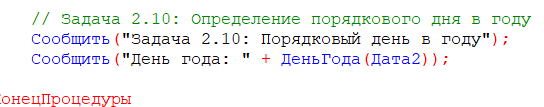 // Задача 2.10: Определение порядкового дня в году
Сообщить("Задача 2.10: Порядковый день в году");
Сообщить("День года: " + ДеньГода(Дата2));
онецПроцедуры